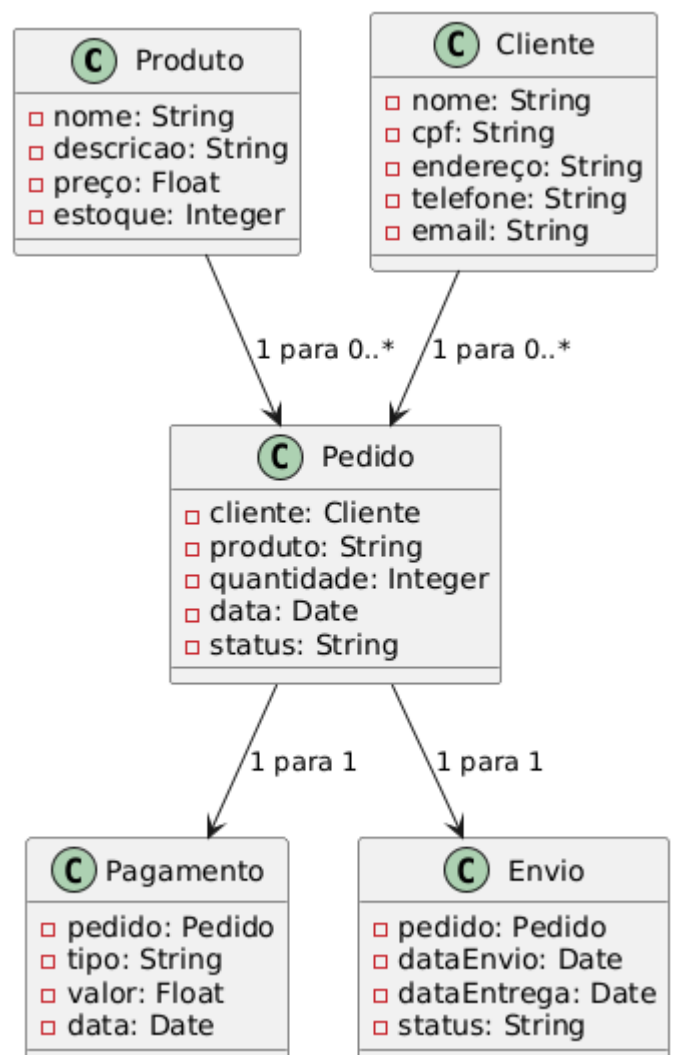 C Produto
nome: String
descricao: String
preço: Float
estoque: Integer
C Cliente
nome: String
cpf: String
endereço: String
telefone: String
email: String
1 para 0..*
1 para 0..*
C Pedido
cliente: Cliente
produto: String
quantidade: Integer
data: Date
status: String
1 para 1
1 para 1
C Pagamento
pedido: Pedido
tipo: String
valor: Float
data: Date
C Envio
pedido: Pedido
dataEnvio: Date
dataEntrega: Date
status: String